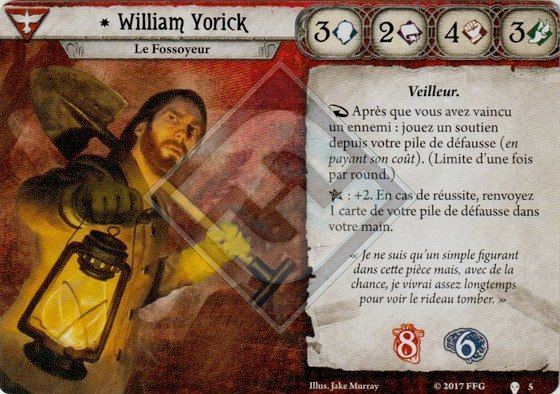 William Yorick
Le Fossoyeur
3 2 4 3
Veilleur.
Après que vous avez vaincu
un ennemi : jouez un soutien
depuis votre pile de défausse (en
payant son coût). (Limite d'une fois
par round.)
: +2. En cas de réussite, renvoyez
1 carte de votre pile de défausse dans
votre main.
« Je ne suis qu'un simple figurant
dans cette pièce mais, avec de la
chance, je vivrai assez longtemps
pour voir le rideau tomber. »
8 6
Illus. Jake Murray © 2017 FFG 5